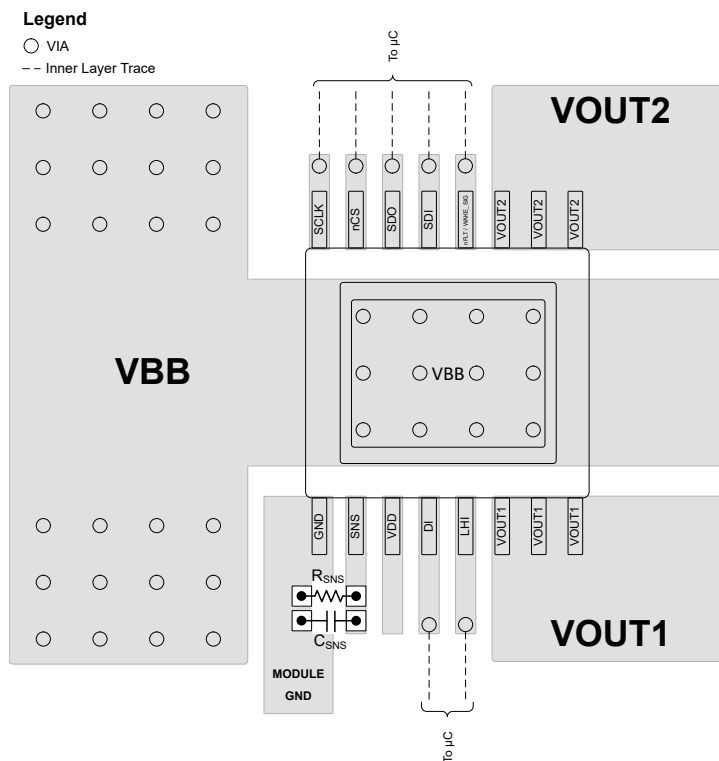 Legend
VIA
Inner Layer Trace
To µC
VOUT2
SCLK
nCS
SDO
SDI
nFLT / WAKE_SIG
VOUT2
VOUT2
VOUT2
VBB
VBB
GND
SNS
VDD
DI
LHI
VOUT1
VOUT1
VOUT1
RSNS
CSNS
VOUT1
MODULE
GND
To µC